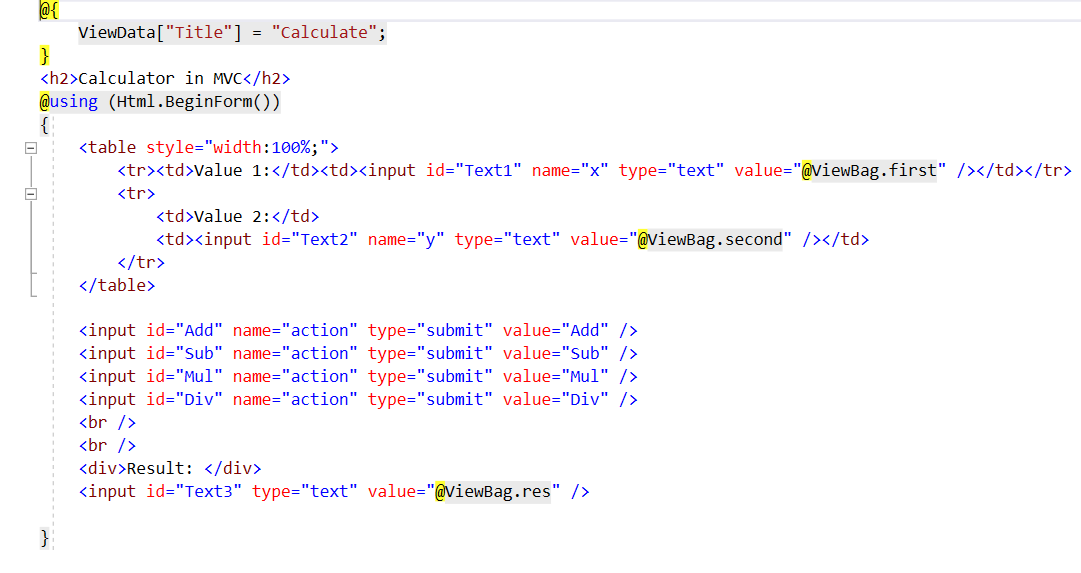 @{
    ViewData["Title"] = "Calculate";
}
<h2>Calculator in MVC</h2>
@using (Html.BeginForm())
{
    <table style="width:100%;">
        <tr><td>Value 1:</td><td><input id="Text1" name="x" type="text" value="@ViewBag.first" /></td></tr>
        <tr>
            <td>Value 2:</td>
            <td><input id="Text2" name="y" type="text" value="@ViewBag.second" /></td>
        </tr>
    </table>

    <input id="Add" name="action" type="submit" value="Add" />
    <input id="Sub" name="action" type="submit" value="Sub" />
    <input id="Mul" name="action" type="submit" value="Mul" />
    <input id="Div" name="action" type="submit" value="Div" />
    <br />
    <br />
    <div>Result: </div>
    <input id="Text3" type="text" value="@ViewBag.res" />

}